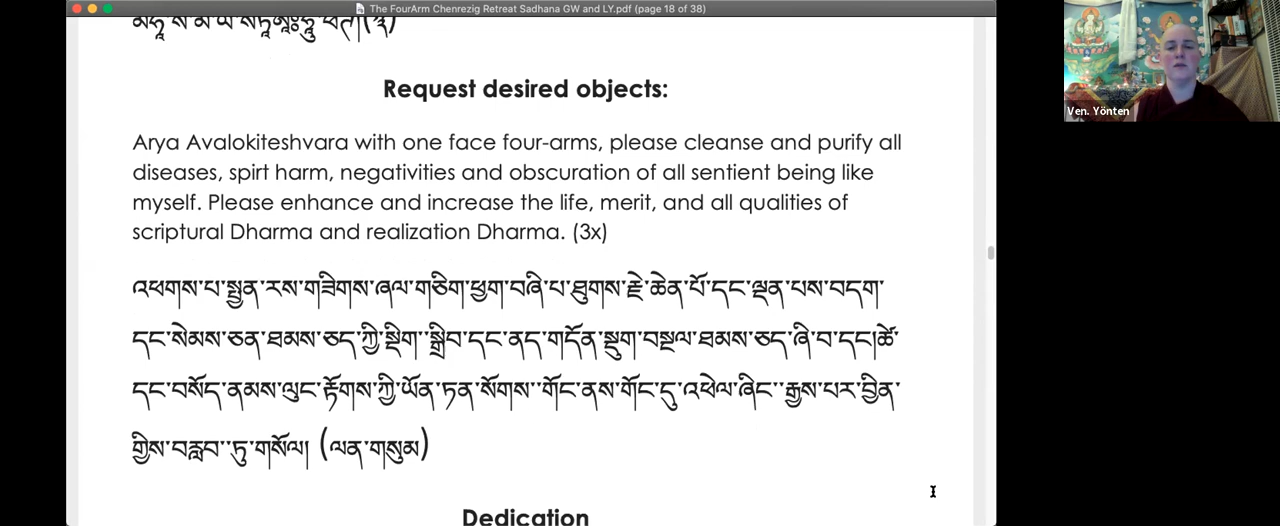 The FourArm Chenrezig Retreat Sadhana GW and LY.pdf (page 18 of 38)
Request desired objects:
Arya Avalokiteshvara with one face four-arms, please cleanse and purify all
diseases, spirt harm, negativities and obscuration of all sentient being like
myself. Please enhance and increase the life, merit, and all qualities of
scriptural Dharma and realization Dharma. (3x)
འཕགས་པ་སྤྱན་རས་གཟིགས་ཞལ་གཅིག་ཕྱག་བཞི་པ་ཐུགས་རྗེ་ཆེན་པོ་དང་ལྡན་པས་བདག་
དང་སེམས་ཅན་ཐམས་ཅད་ཀྱི་སྡིག་་སྒྲིབ་དང་ནད་གདོན་སྡུག་བསྔལ་ཐམས་ཅད་ཞི་བ་དང།ཚེ་
དང་བསོད་ནམས་ལུང་རྟོགས་ཀྱི་ཡོན་ཏན་སོགས་་གོང་ནས་གོང་དུ་འཕེལ་ཞིང་་རྒྱས་པར་བྱིན་
གྱིས་བརླབ་་ཏུ་གསོལ། (ལན་གསུམ)
Dedication
Ven. Yönten